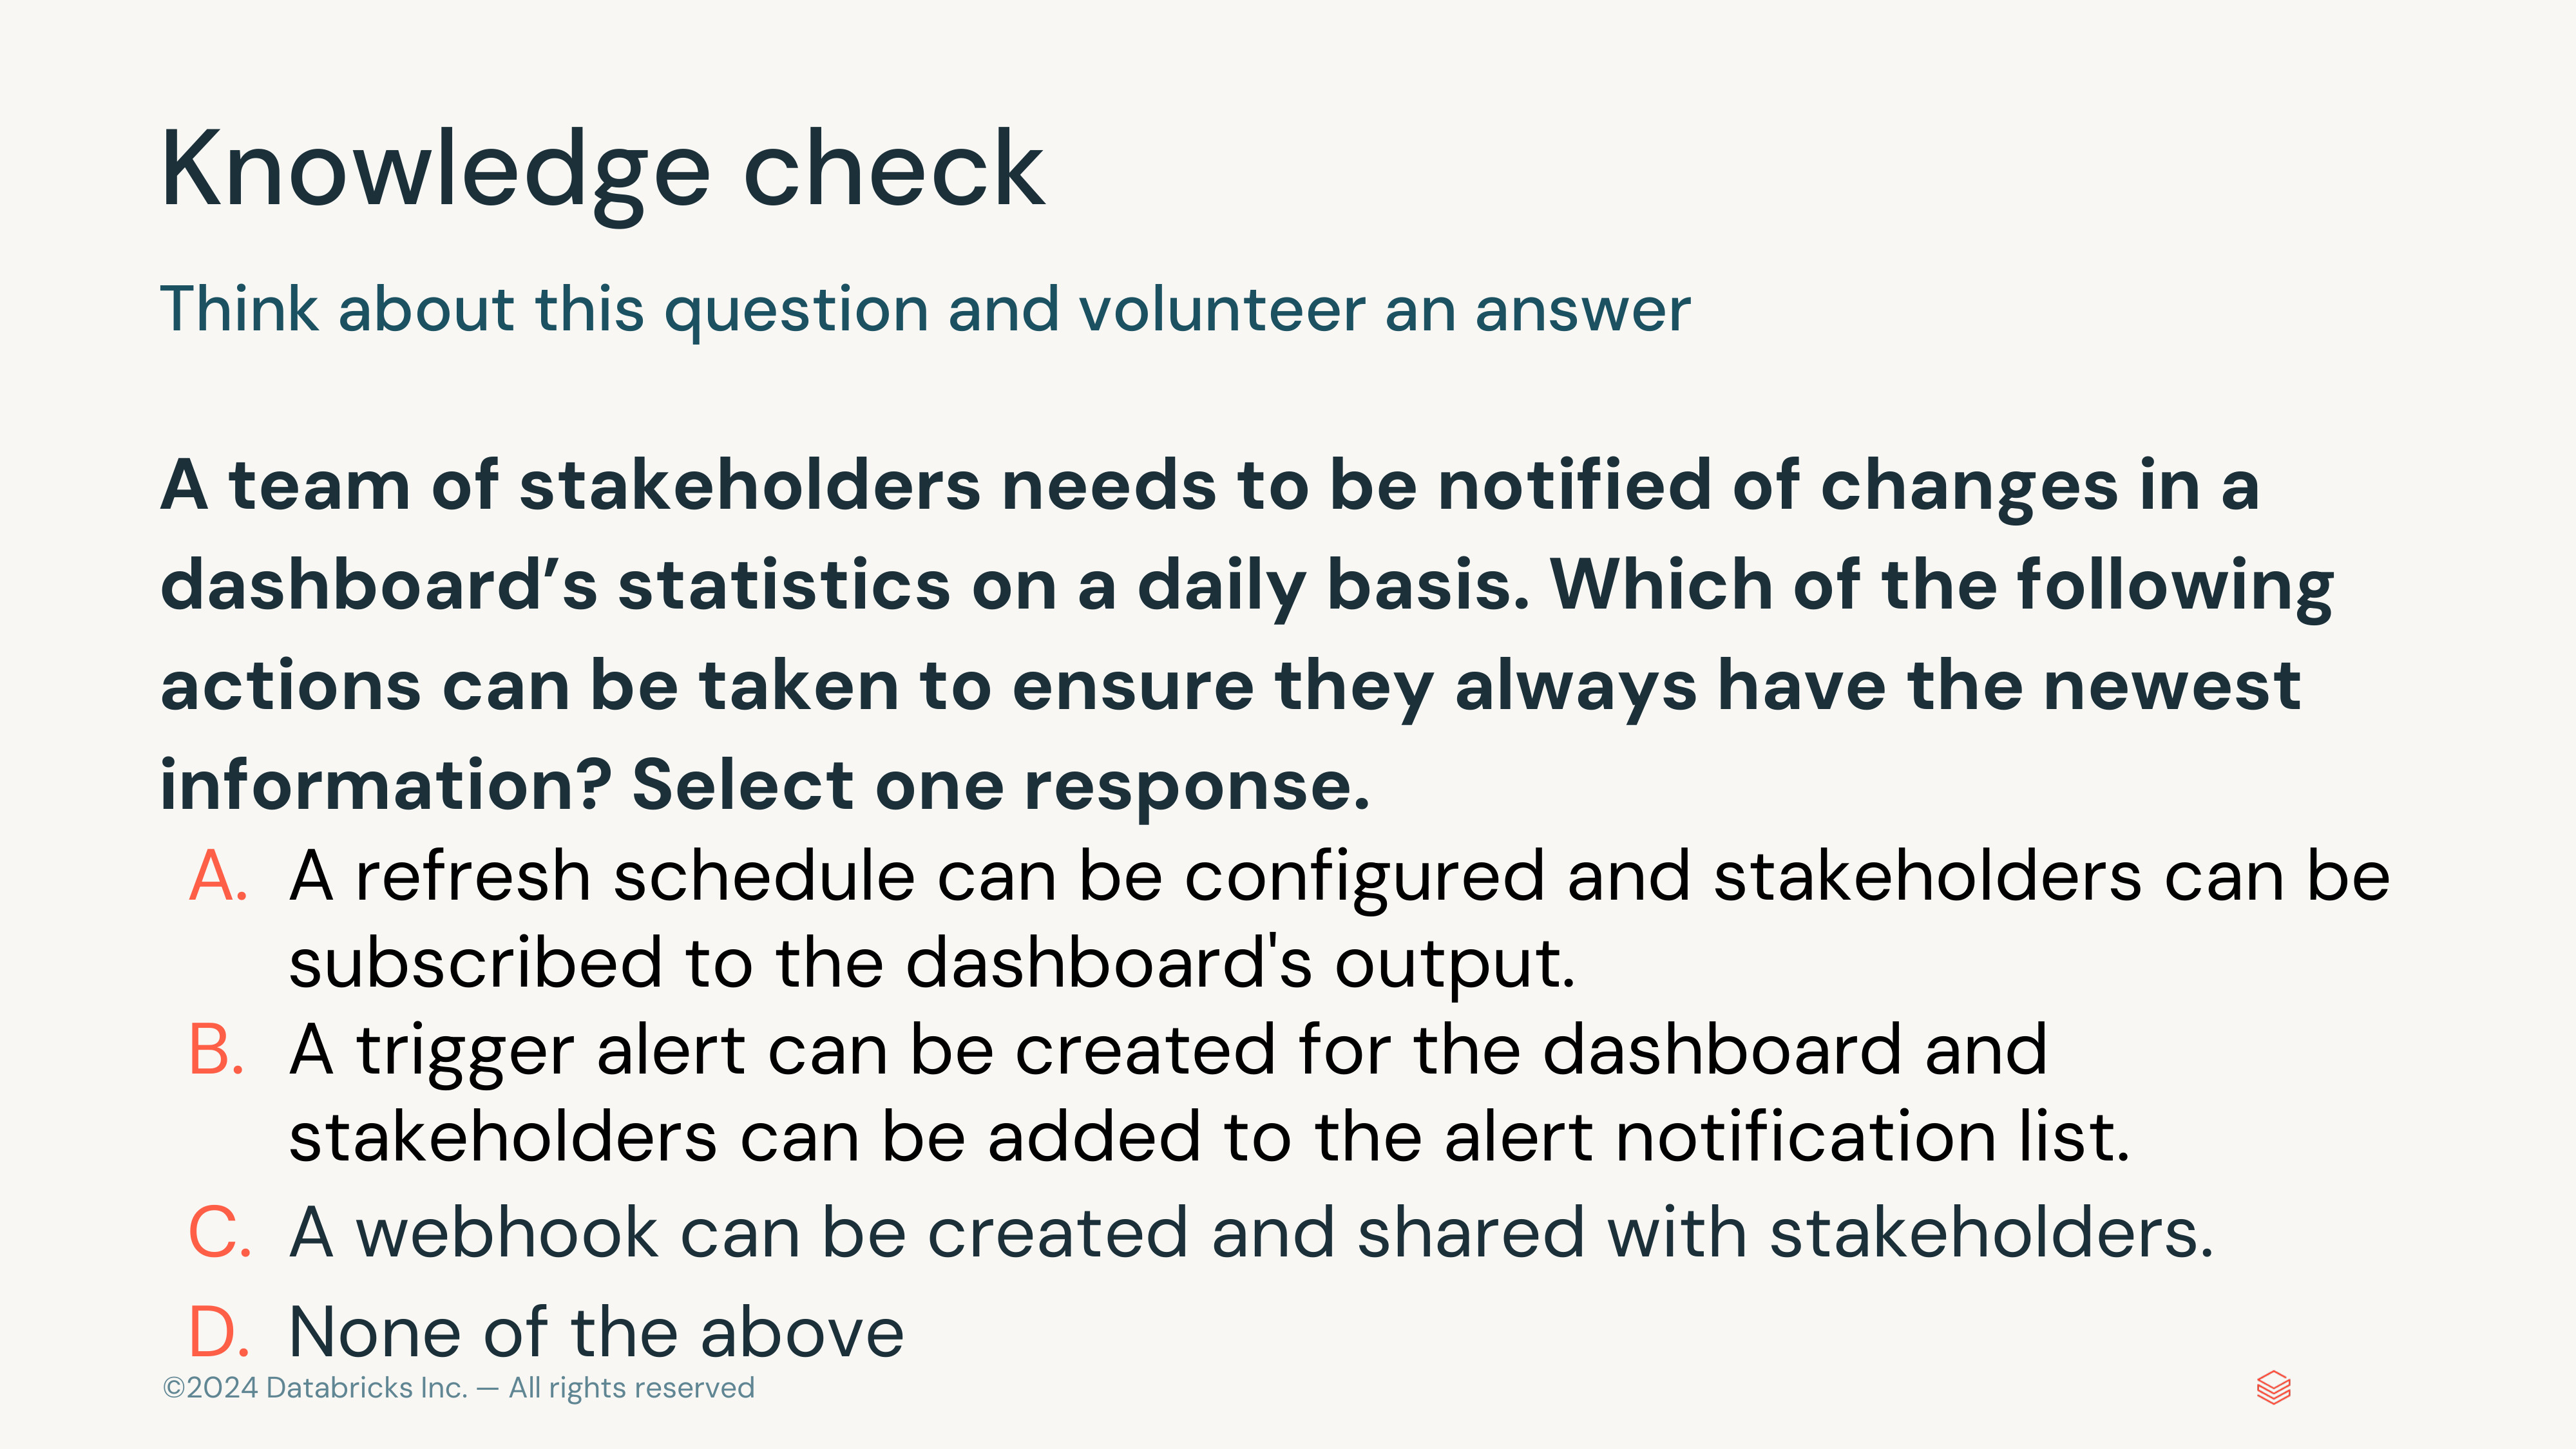 Knowledge check
Think about this question and volunteer an answer
A team of stakeholders needs to be notified of changes in a
dashboard’s statistics on a daily basis. Which of the following
actions can be taken to ensure they always have the newest
information? Select one response.
A. A refresh schedule can be configured and stakeholders can be
subscribed to the dashboard's output.
B. A trigger alert can be created for the dashboard and
stakeholders can be added to the alert notification list.
C. A webhook can be created and shared with stakeholders.
D. None of the above
©2024 Databricks Inc. — All rights reserved